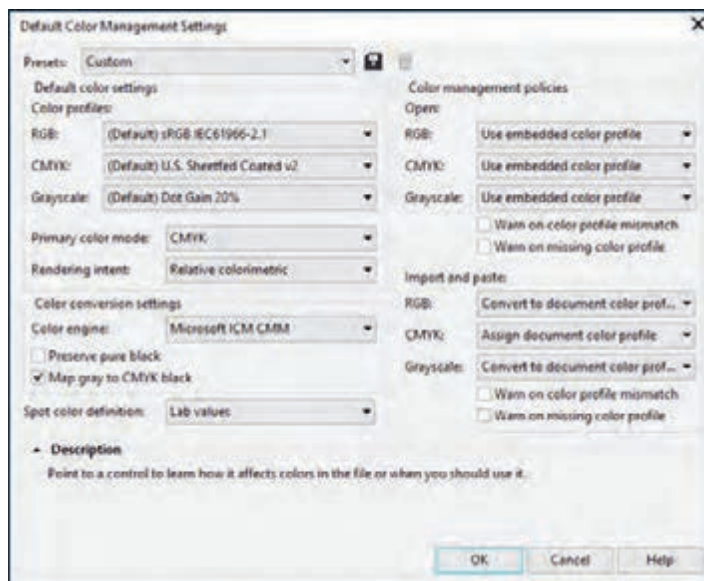 Default Color Management Settings
Presets: Custom
Default color settings
Color profiles:
RGB: (Default) sRGB IEC61966-2.1
CMYK: (Default) U.S. Sheetfed Coated v2
Grayscale: (Default) Dot Gain 20%
Primary color mode: CMYK
Rendering intent: Relative colorimetric
Color conversion settings
Color engine: Microsoft ICM CMM
Preserve pure black
Map gray to CMYK black
Spot color definition: Lab values
Color management policies
Open:
RGB: Use embedded color profile
CMYK: Use embedded color profile
Grayscale: Use embedded color profile
Warn on color profile mismatch
Warn on missing color profile
Import and paste:
RGB: Convert to document color prof...
CMYK: Assign document color profile
Grayscale: Convert to document color prof...
Warn on color profile mismatch
Warn on missing color profile
Description
Point to a control to learn how it affects colors in the file or when you should use it.
OK Cancel Help